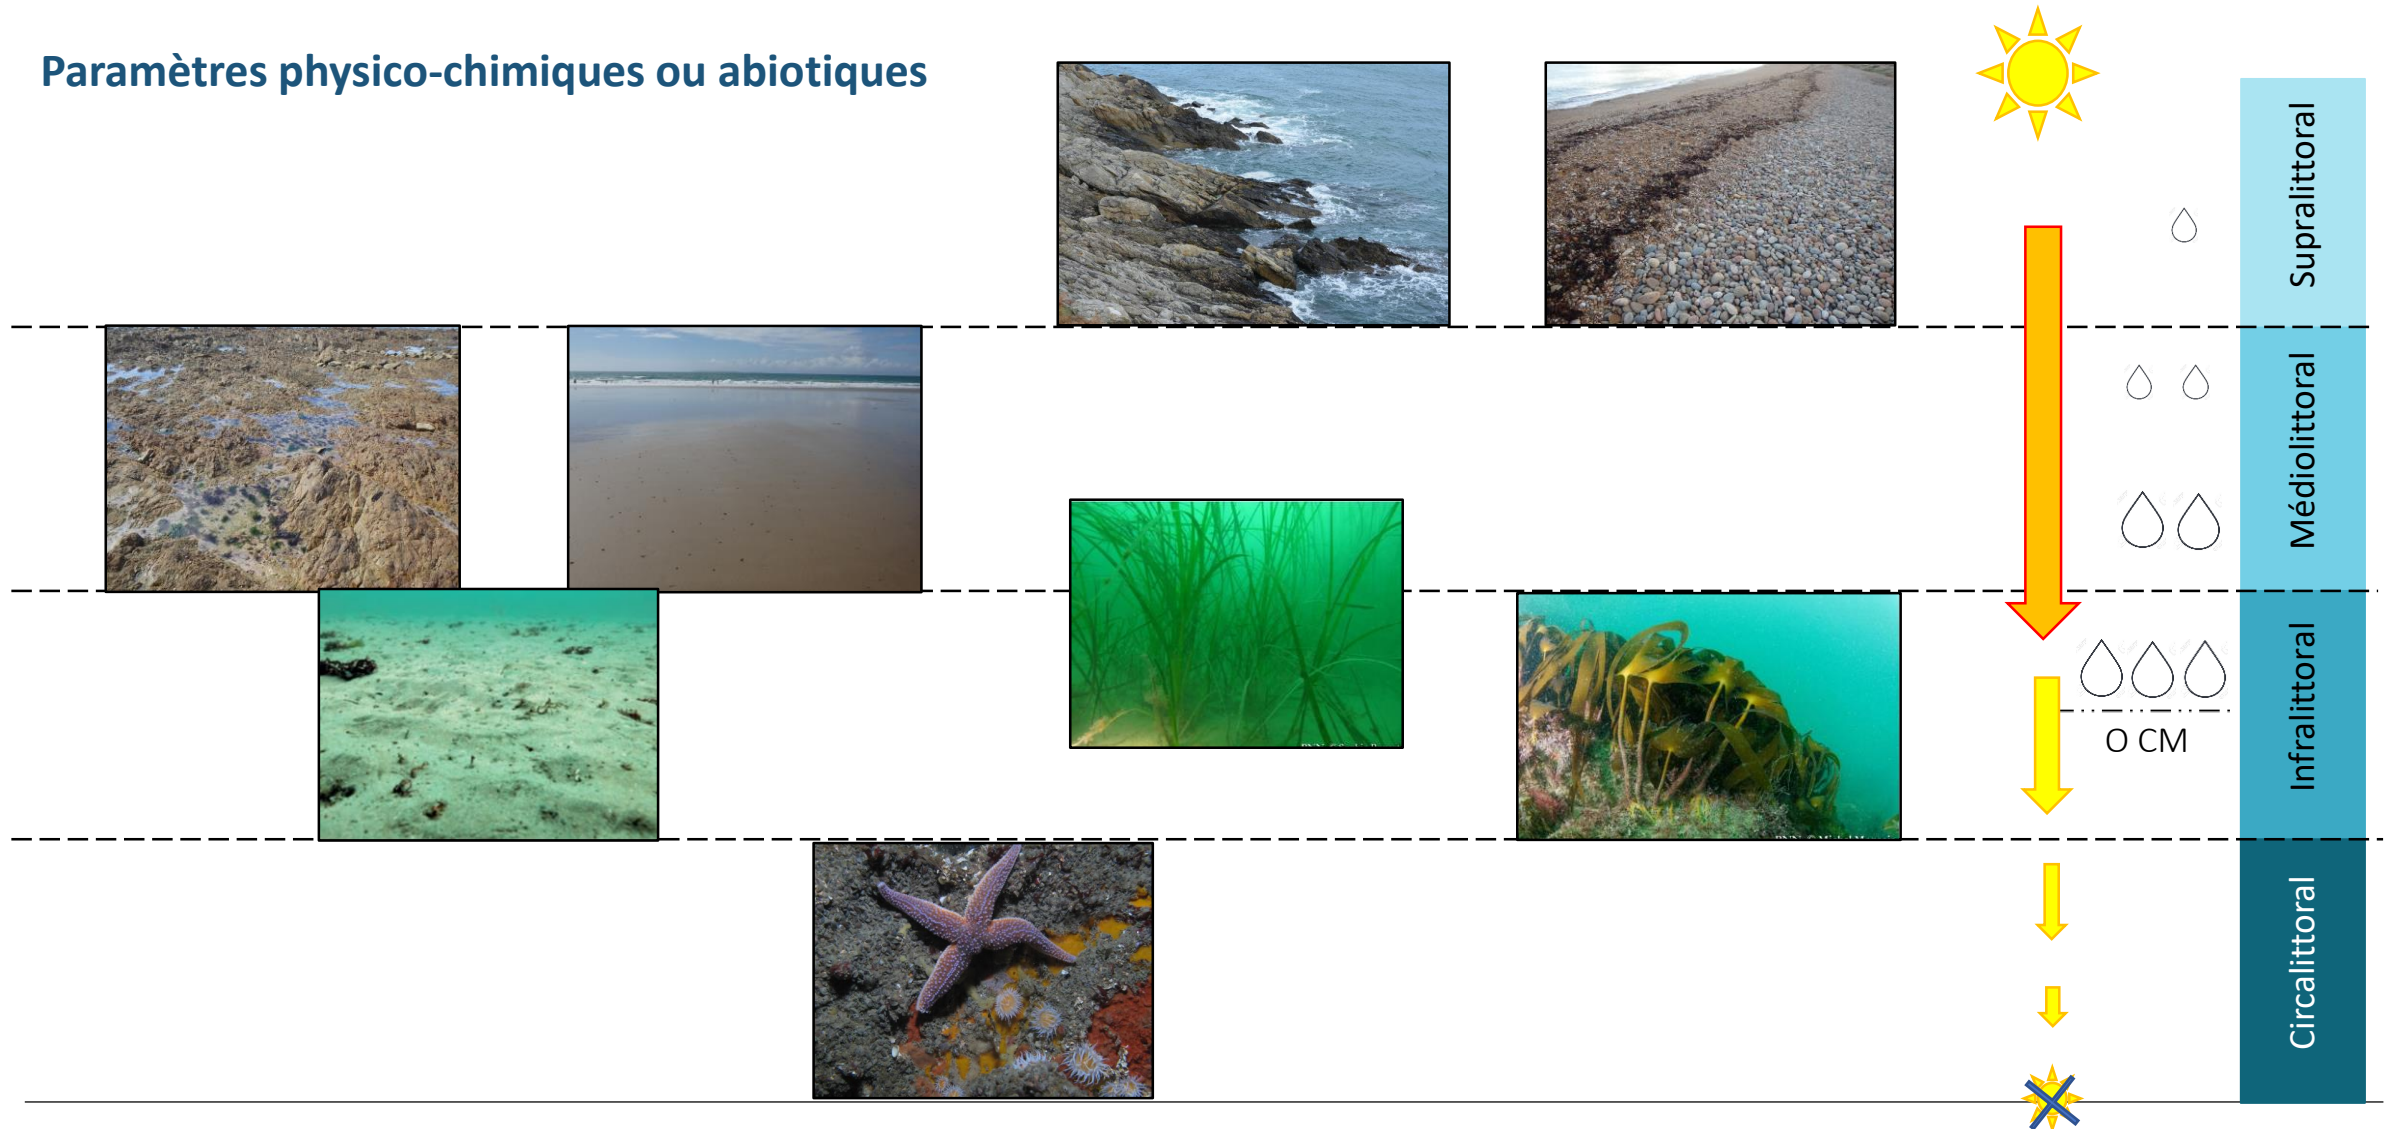 Paramètres physico-chimiques ou abiotiques
Supralittoral
Médiolittoral
Infralittoral
O CM
Circalittoral